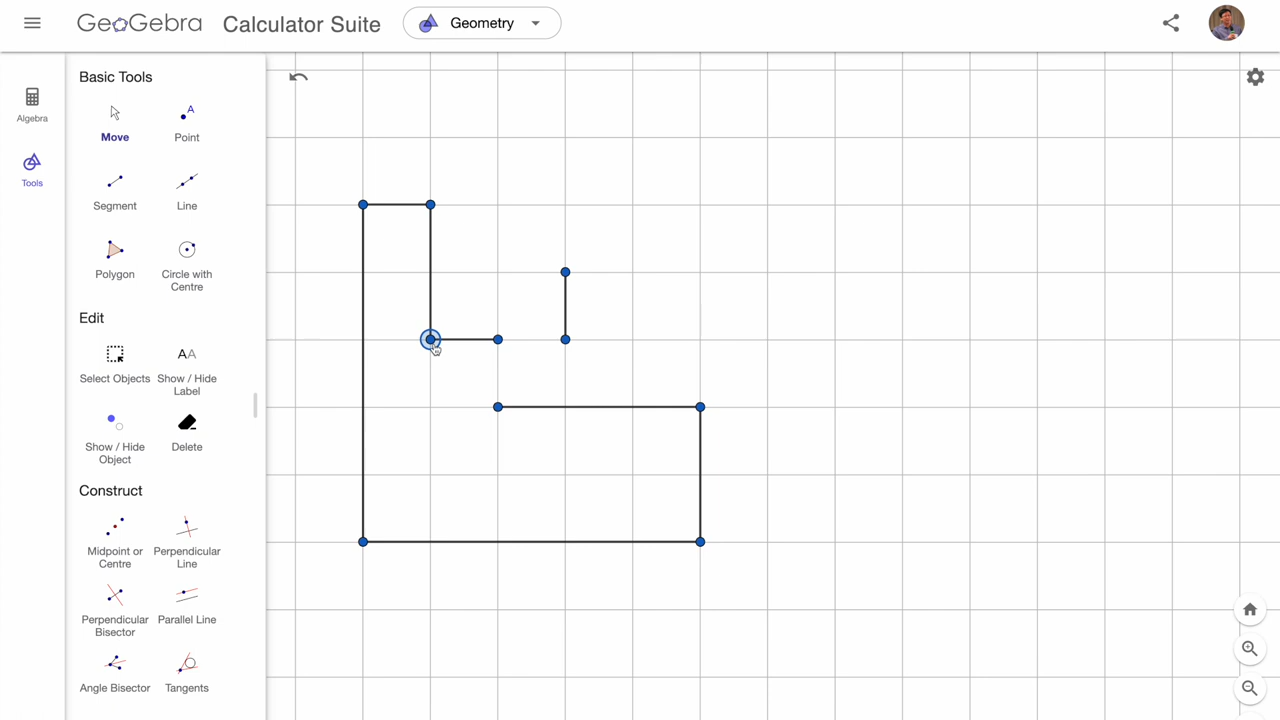 GeoGebra Calculator Suite Geometry
Basic Tools
Algebra
Tools
Move Point
A
Segment Line
Polygon Circle with
Centre
Edit
AA
Select Objects Show / Hide
Label
Show / Hide
Object Delete
Construct
Midpoint or
Centre Perpendicular
Line
Perpendicular
Bisector Parallel Line
Angle Bisector Tangents